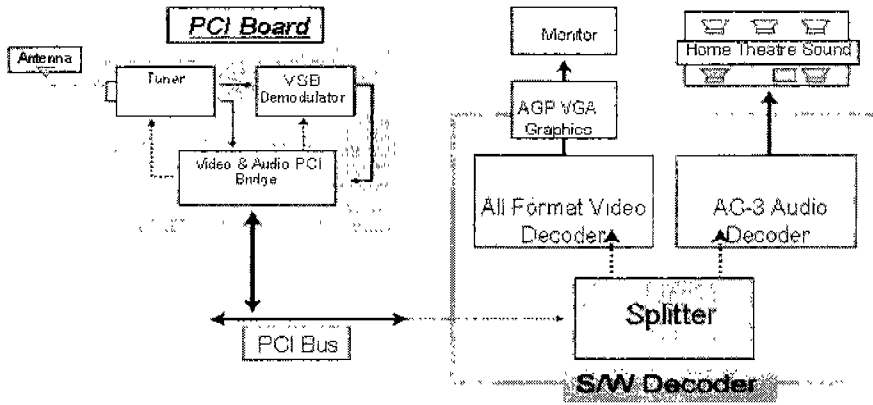 PCI Board
Antenna
Tuner
VSB
Demodulator
Video & Audio PCI
Bridge
PCI Bus
Monitor
AGP VGA
Graphics
Home Theatre Sound
All Format Video
Decoder
AC-3 Audio
Decoder
Splitter
S/W Decoder